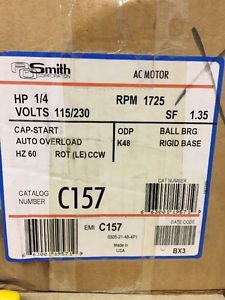 AO Smith
CORPORATION
AC MOTOR
HP 1/4 RPM 1725
VOLTS 115/230 SF 1.35
CAP-START ODP BALL BRG
AUTO OVERLOAD K48 RIGID BASE
HZ 60 ROT (LE) CCW
CATALOG NUMBER C157
CAT NUMBER
EMI C157
Made in
USA
DATE CODE
BX3